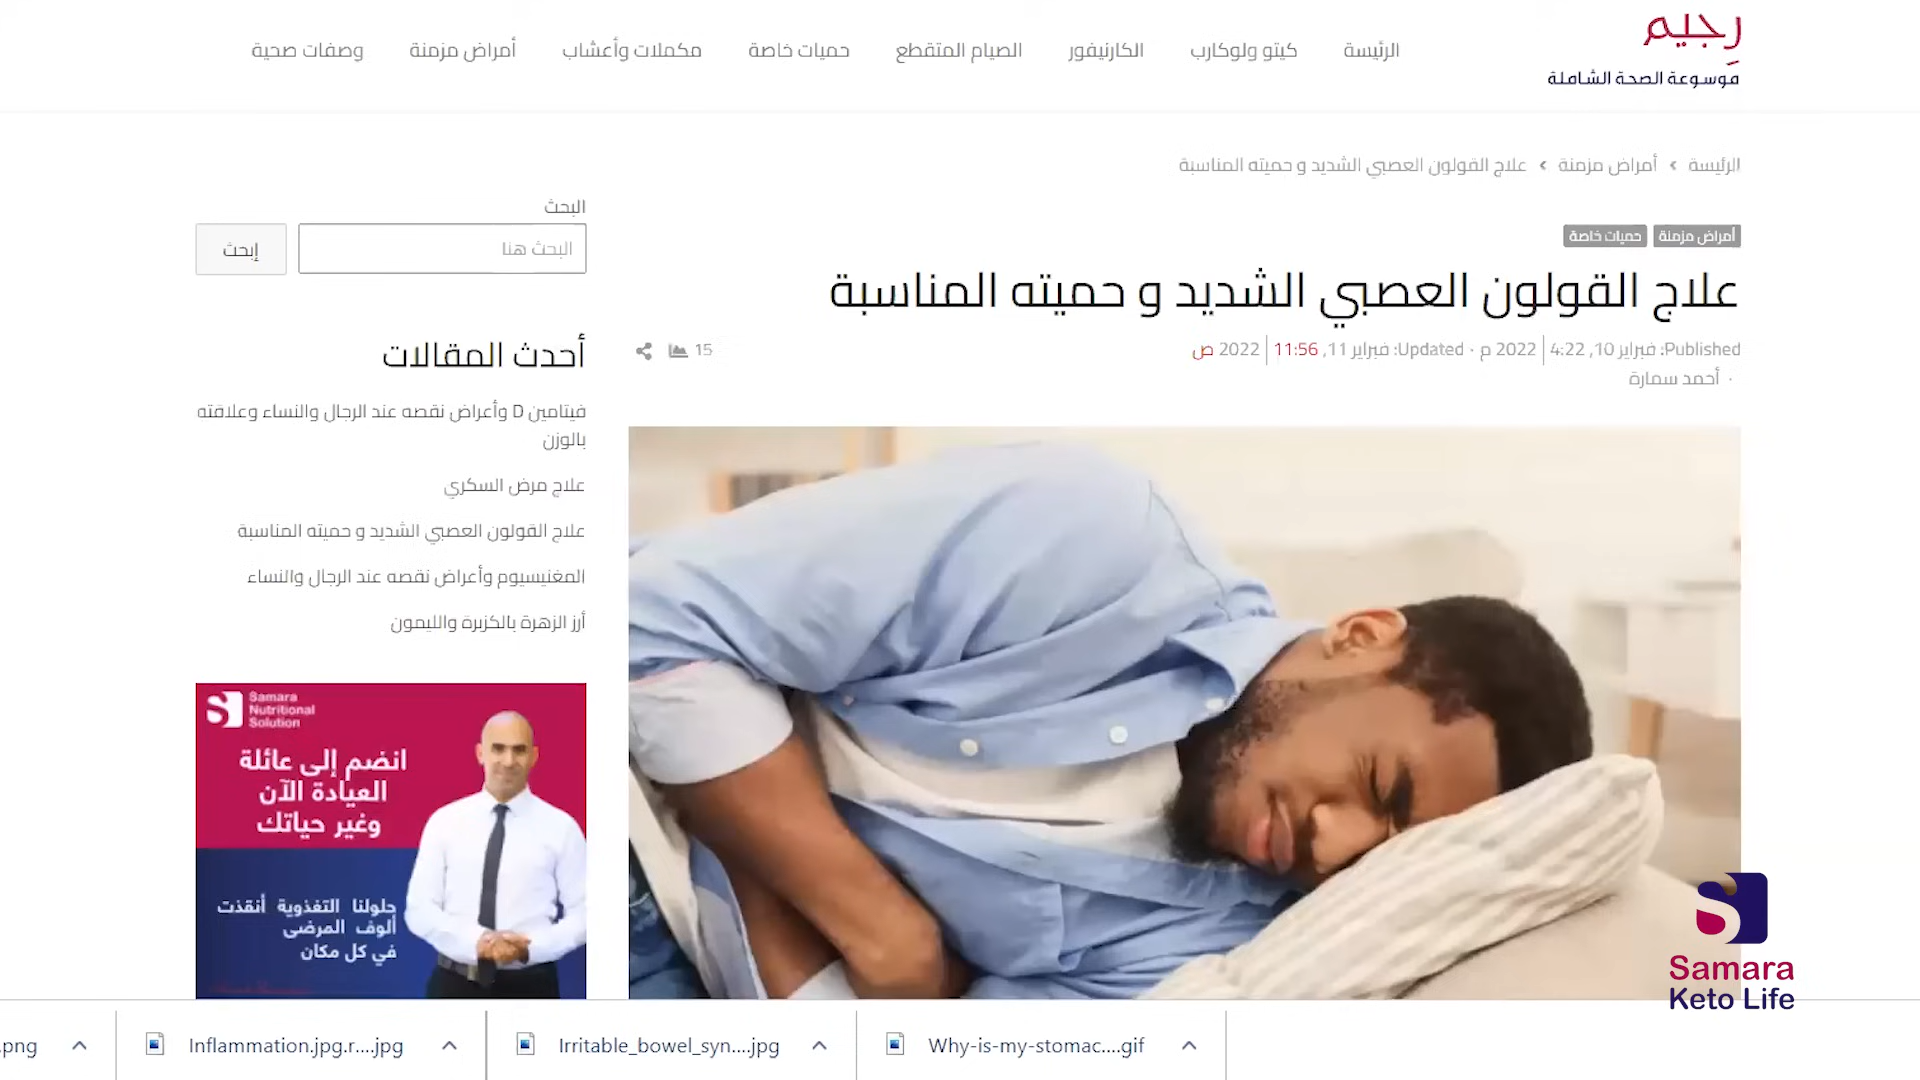 رجيم
موسوعة الصحة الشاملة
الرئيسة
كيتو ولوكارب
الكارنيفور
الصيام المتقطع
حميات خاصة
مكملات وأعشاب
أمراض مزمنة
وصفات صحية
الرئيسة › أمراض مزمنة › علاج القولون العصبي الشديد و حميته المناسبة
أمراض مزمنة
حميات خاصة
علاج القولون العصبي الشديد و حميته المناسبة
Published: فبراير 10, 2022 4:22 م · Updated: فبراير 11, 2022 11:56 ص
· أحمد سمارة
15
البحث
البحث هنا
إبحث
أحدث المقالات
فيتامين D وأعراض نقصه عند الرجال والنساء وعلاقته
بالوزن
علاج مرض السكري
علاج القولون العصبي الشديد و حميته المناسبة
المغنيسيوم وأعراض نقصه عند الرجال والنساء
أرز الزهرة بالكزبرة والليمون
Samara
Nutritional
Solution
انضم إلى عائلة
العيادة الآن
وغير حياتك
حلولنا التغذوية أنقذت
ألوف المرضى
في كل مكان
Samara
Keto Life
.png
Inflammation.jpg.r....jpg
Irritable_bowel_syn....jpg
Why-is-my-stomac....gif